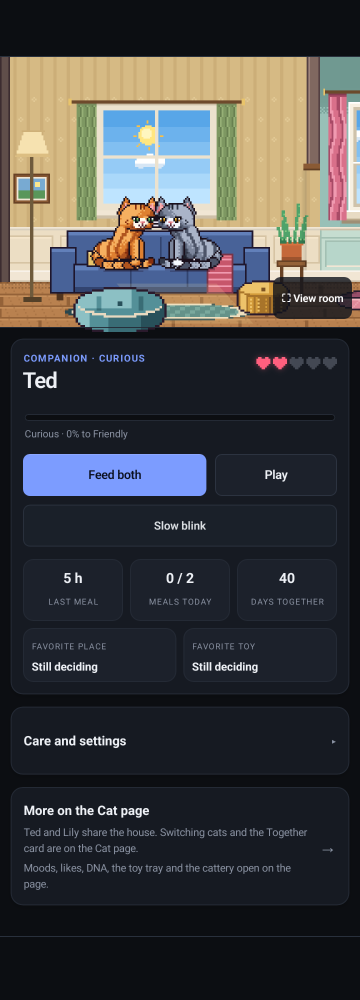 View room
COMPANION · CURIOUS
Ted
Curious · 0% to Friendly
Feed both
Play
Slow blink
5 h
LAST MEAL
0 / 2
MEALS TODAY
40
DAYS TOGETHER
FAVORITE PLACE
Still deciding
FAVORITE TOY
Still deciding
Care and settings
More on the Cat page
Ted and Lily share the house. Switching cats and the Together
card are on the Cat page.
Moods, likes, DNA, the toy tray and the cattery open on the
page.